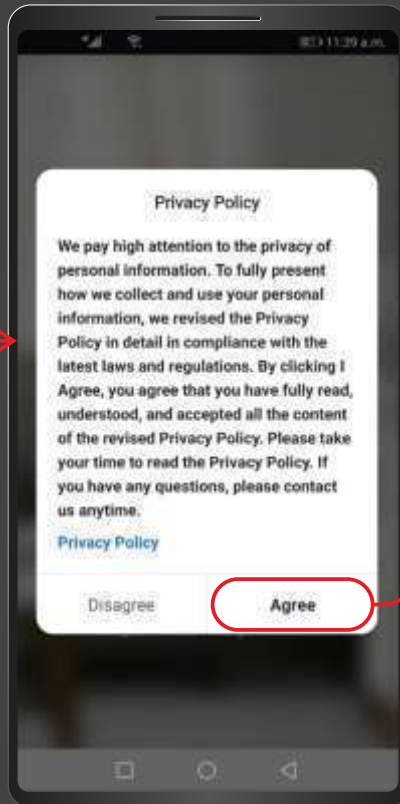 11:39 a.m.
Privacy Policy
We pay high attention to the privacy of
personal information. To fully present
how we collect and use your personal
information, we revised the Privacy
Policy in detail in compliance with the
latest laws and regulations. By clicking I
Agree, you agree that you have fully read,
understood, and accepted all the content
of the revised Privacy Policy. Please take
your time to read the Privacy Policy. If
you have any questions, please contact
us anytime.
Privacy Policy
Disagree Agree